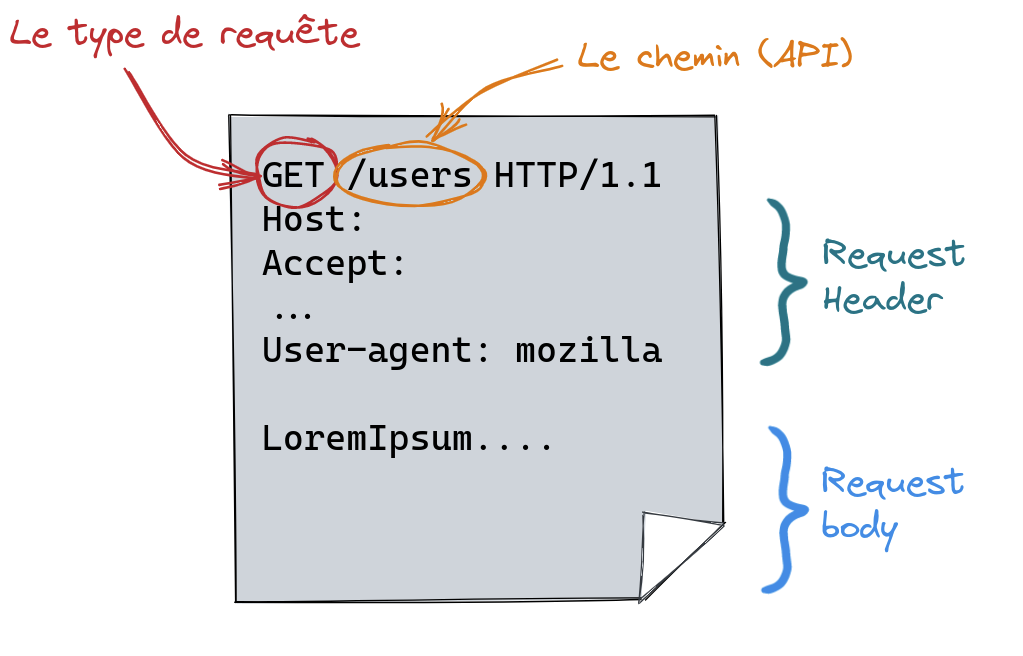 Le type de requête
Le chemin (API)
GET /users HTTP/1.1
Host:
Accept:
...
User-agent: mozilla
LoremIpsum....
Request
Header
Request
body